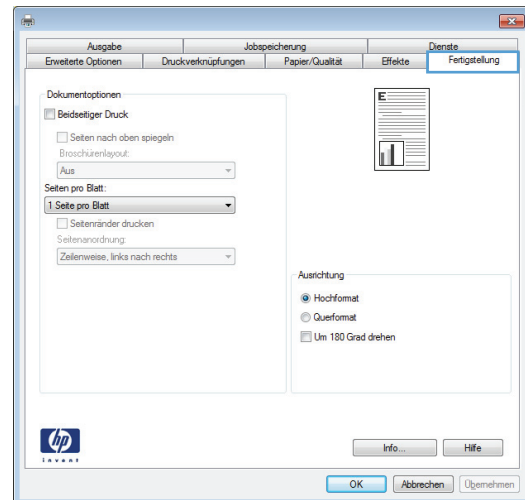 Ausgabe Jobspeicherung Dienste
Erweiterte Optionen Druckverknüpfungen Papier/Qualität Effekte Fertigstellung
Dokumentoptionen
Beidseitiger Druck
Seiten nach oben spiegeln
Broschürenlayout:
Aus
Seiten pro Blatt:
1 Seite pro Blatt
Seitenränder drucken
Seitenanordnung:
Zeilenweise, links nach rechts
E
Ausrichtung
Hochformat
Querformat
Um 180 Grad drehen
hp
invent
Info... Hilfe
OK Abbrechen Übernehmen